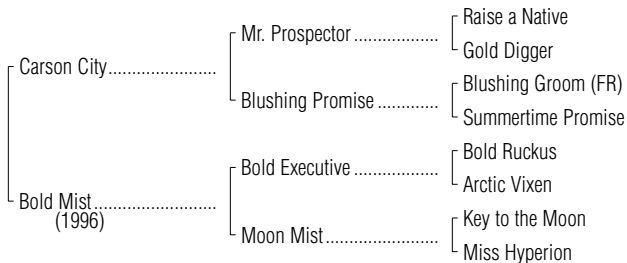 Raise a Native
Mr. Prospector ..................
Gold Digger
Carson City.......................
Blushing Groom (FR)
Blushing Promise .............
Summertime Promise
Bold Ruckus
Bold Executive ..................
Arctic Vixen
Bold Mist..........................
(1996)
Key to the Moon
Moon Mist........................
Miss Hyperion